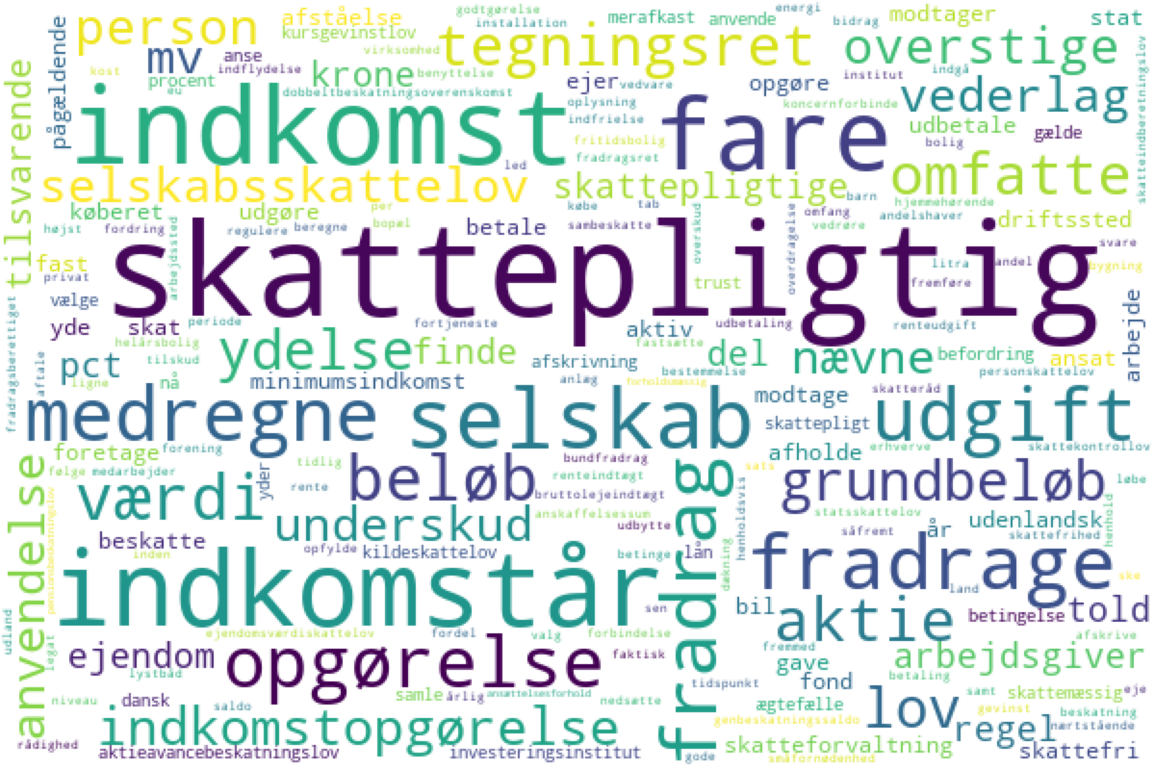 person
afståelse
kursgevinstlov
godtgørelse
installation
merafkast
anvende
energi
bidrag
modtager
stat
tegningsret
overstige
mv
anse
indflydelse
virksomhed
krone
benyttelse
ejer
vedvare
opgøre
institut
indgå
kost
procent
eu
dobbeltbeskatningsoverenskomst
oplysning
koncernforbinde
vederlag
pågældende
indkomst
fare
indfrielse
fritidsbolig
fradragsret
udbetale
gælde
bolig
skatteindberetningslov
tilsvarende
led
selskabsskattelov
skattepligtige
omfatte
køberet
udgøre
per
købe
tab
barn
hjemmehørende
højst
fordring
regulere
beregne
bopæl
betale
sambeskatte
omfang
andelshaver
vedrøre
driftssted
svare
fast
privat
arbejdssted
skattepligtig
overskud
overdragelse
trust
litra
andel
bygning
fremføre
vælge
yde
skat
periode
fortjeneste
aktiv
udbetaling
renteudgift
arbejde
helårsbolig
fastsætte
fradragsberettiget
aftale
pct
tilskud
ydelse
finde
afskrivning
del
nævne
befordring
ansat
ligne
nå
minimumsindkomst
anlæg
bestemmelse
personskattelov
forholdsmæssig
modtage
skatteråd
medregne
selskab
skattepligt
udgift
foretage
forening
afholde
erhverve
skattekontrollov
følge
medarbejder
tidlig
bundfradrag
renteindtægt
sats
løbe
værdi
yder
rente
beløb
bruttolejeindtægt
fradrag
henholdsvis
grundbeløb
anvendelse
pensionsbeskatningslov
underskud
anskaffelsessum
udbytte
statsskattelov
udenlandsk
henhold
såfremt
år
skattefrihed
beskatte
inden
opfylde
kildeskattelov
betinge
lån
dækning
fradrage
ske
indkomstår
land
sen
bil
aktie
betingelse
told
udland
legat
ejendomsværdiskattelov
fordel
valg
forbindelse
fremmed
afskrive
ejendom
lystbåd
opgørelse
faktisk
gave
betaling
arbejdsgiver
tidspunkt
fond
niveau
dansk
samle
årlig
ansættelsesforhold
nedsætte
samt
skattemæssig
eje
saldo
ægtefælle
lov
gevinst
beskatning
indkomstopgørelse
genbeskatningssaldo
regel
nærtstående
rådighed
aktieavancebeskatningslov
investeringsinstitut
gode
skatteforvaltning
småfornødenhed
skattefri